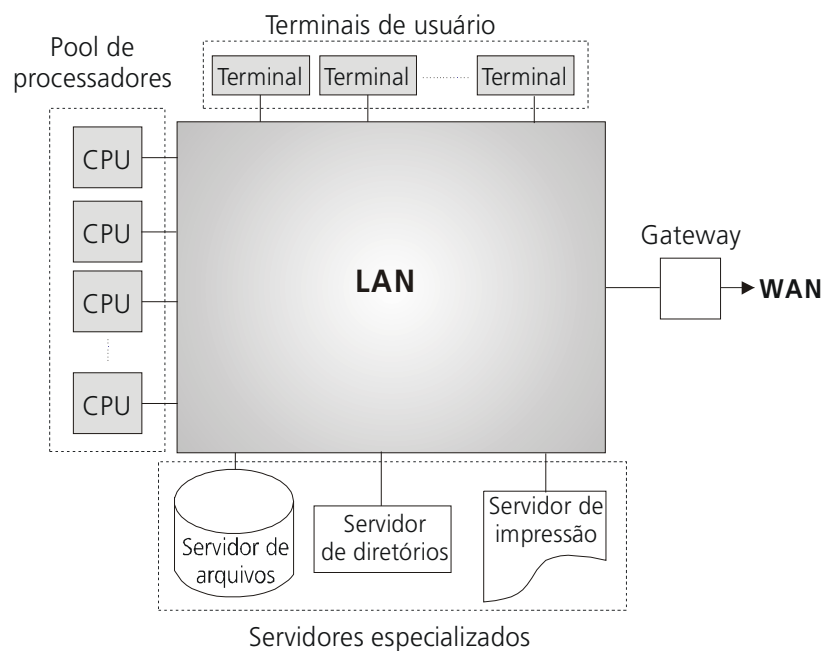 Terminais de usuário
Pool de
processadores
Terminal
Terminal
Terminal
CPU
CPU
CPU
CPU
LAN
Gateway
WAN
Servidor de
arquivos
Servidor
de diretórios
Servidor de
impressão
Servidores especializados